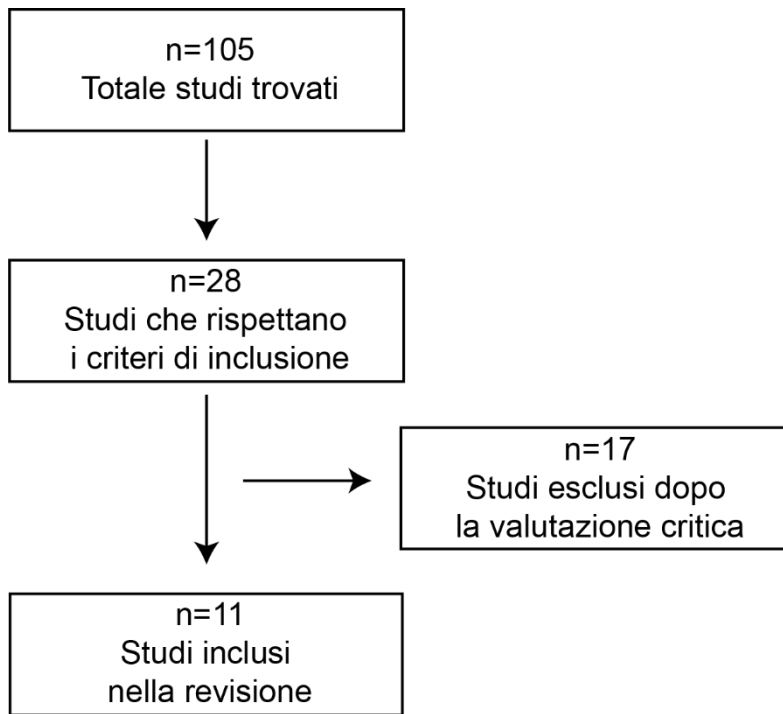 n=105
Totale studi trovati
n=28
Studi che rispettano
i criteri di inclusione
n=17
Studi esclusi dopo
la valutazione critica
n=11
Studi inclusi
nella revisione